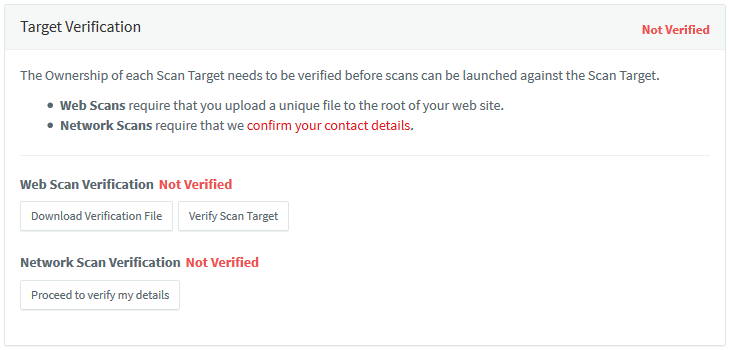 Target Verification
Not Verified
The Ownership of each Scan Target needs to be verified before scans can be launched against the Scan Target.
Web Scans require that you upload a unique file to the root of your web site.
Network Scans require that we confirm your contact details.
Web Scan Verification Not Verified
Download Verification File Verify Scan Target
Network Scan Verification Not Verified
Proceed to verify my details